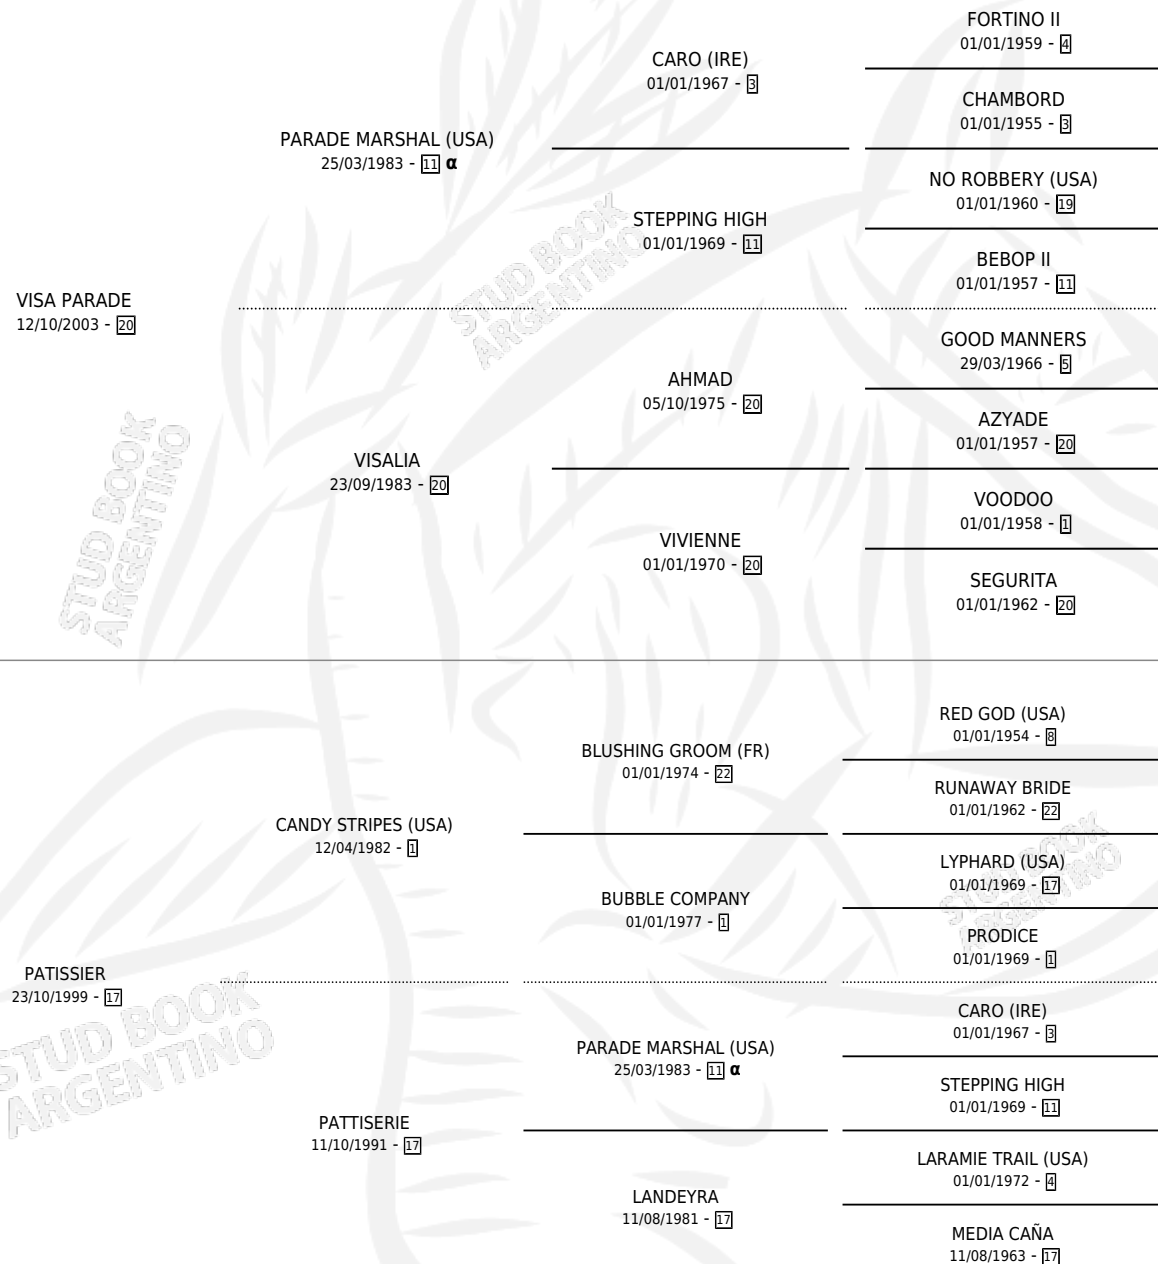 FORTINO II
01/01/1959 - 4
CARO (IRE)
01/01/1967 - 3
CHAMBORD
01/01/1955 - 3
PARADE MARSHAL (USA)
25/03/1983 - 11 α
NO ROBBERY (USA)
01/01/1960 - 19
STEPPING HIGH
01/01/1969 - 11
BEBOP II
01/01/1957 - 11
VISA PARADE
12/10/2003 - 20
GOOD MANNERS
29/03/1966 - 5
AHMAD
05/10/1975 - 20
AZYADE
01/01/1957 - 20
VISALIA
23/09/1983 - 20
VOODOO
01/01/1958 - 1
VIVIENNE
01/01/1970 - 20
SEGURITA
01/01/1962 - 20
RED GOD (USA)
01/01/1954 - 8
BLUSHING GROOM (FR)
01/01/1974 - 22
RUNAWAY BRIDE
01/01/1962 - 22
CANDY STRIPES (USA)
12/04/1982 - 1
LYPHARD (USA)
01/01/1969 - 17
BUBBLE COMPANY
01/01/1977 - 1
PRODICE
01/01/1969 - 1
PATISSIER
23/10/1999 - 17
CARO (IRE)
01/01/1967 - 3
PARADE MARSHAL (USA)
25/03/1983 - 11 α
STEPPING HIGH
01/01/1969 - 11
PATTISERIE
11/10/1991 - 17
LARAMIE TRAIL (USA)
01/01/1972 - 4
LANDEYRA
11/08/1981 - 17
MEDIA CAÑA
11/08/1963 - 17
STUD BOOK
ARGENTINO
STUD BOOK
ARGENTINO
STUD BOOK
ARGENTINO
STUD BOOK
ARGENTINO